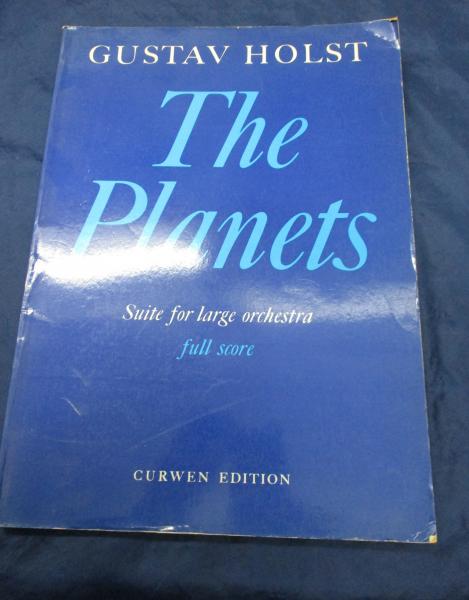 GUSTAV HOLST
The
Planets
Suite for large orchestra
full score
CURWEN EDITION